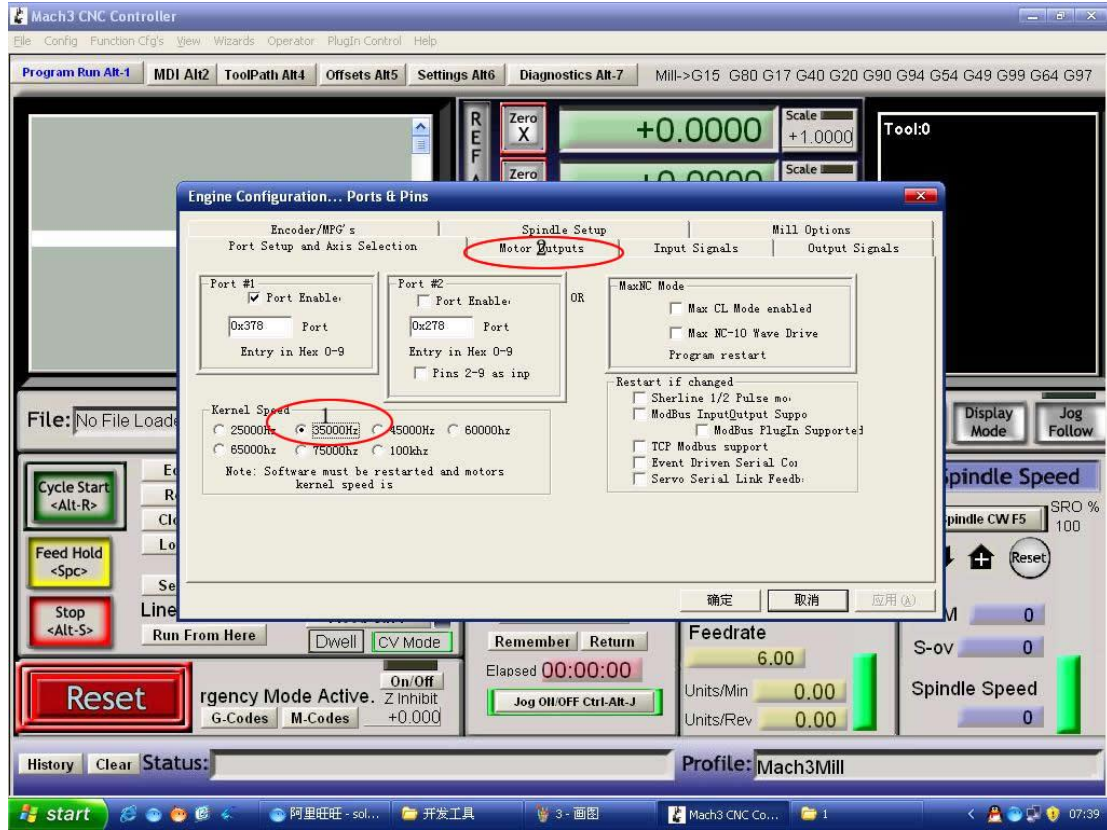 Mach3 CNC Controller
File Config Function Cfg's View Wizards Operator PlugIn Control Help
Program Run Alt-1 MDI Alt2 ToolPath Alt4 Offsets Alt5 Settings Alt6 Diagnostics Alt-7 Mill->G15 G80 G17 G40 G20 G90 G94 G54 G49 G99 G64 G97
REF
Zero X +0.0000 Scale +1.0000 Tool:0
Zero Scale
Engine Configuration... Ports & Pins
Encoder/MPG's Spindle Setup Mill Options
Port Setup and Axis Selection Motor Outputs Input Signals Output Signals
2
Port #1
Port Enable
0x378 Port
Entry in Hex 0-9
Port #2
Port Enable
0x278 Port
Entry in Hex 0-9
Pins 2-9 as inp
OR
MaxNC Mode
Max CL Mode enabled
Max NC-10 Wave Drive
Program restart
Kernel Speed
1
25000Hz 35000Hz 45000Hz 60000hz
65000hz 75000hz 100khz
Note: Software must be restarted and motors
kernel speed is
Restart if changed
Sherline 1/2 Pulse mo
ModBus InputOutput Suppo
ModBus PlugIn Supported
TCP Modbus support
Event Driven Serial Co
Servo Serial Link Feedb
确定 取消 应用(A)
File: No File Loade
Display Mode
Jog Follow
Cycle Start
<Alt-R>
Feed Hold
<Spc>
Stop
<Alt-S>
Ed
R
Cl
Lo
Se
Line
Run From Here
Dwell CV Mode
Remember Return
Elapsed 00:00:00
Jog ON/OFF Ctrl-Alt-J
Reset
rgency Mode Active.
G-Codes M-Codes
On/Off
Z Inhibit
+0.000
Feedrate
6.00
Units/Min 0.00
Units/Rev 0.00
Spindle Speed
pindle CW F5
SRO %
100
Reset
M 0
S-ov 0
Spindle Speed
0
History Clear Status: Profile: Mach3Mill
start 阿里旺旺 - sol... 开发工具 3 - 画图 Mach3 CNC Co... 1 07:39